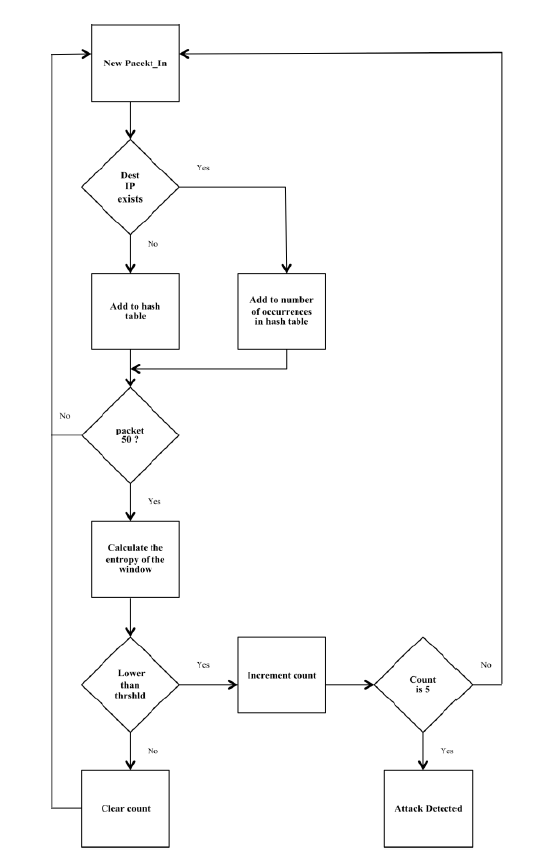 New Pacekt_In
Dest
IP
exists
Yes
No
Add to hash
table
Add to number
of occurrences
in hash table
No
packet
50 ?
Yes
Calculate the
entropy of the
window
Lower
than
thrshld
Yes
Increment count
Count
is 5
No
No
Yes
Clear count
Attack Detected